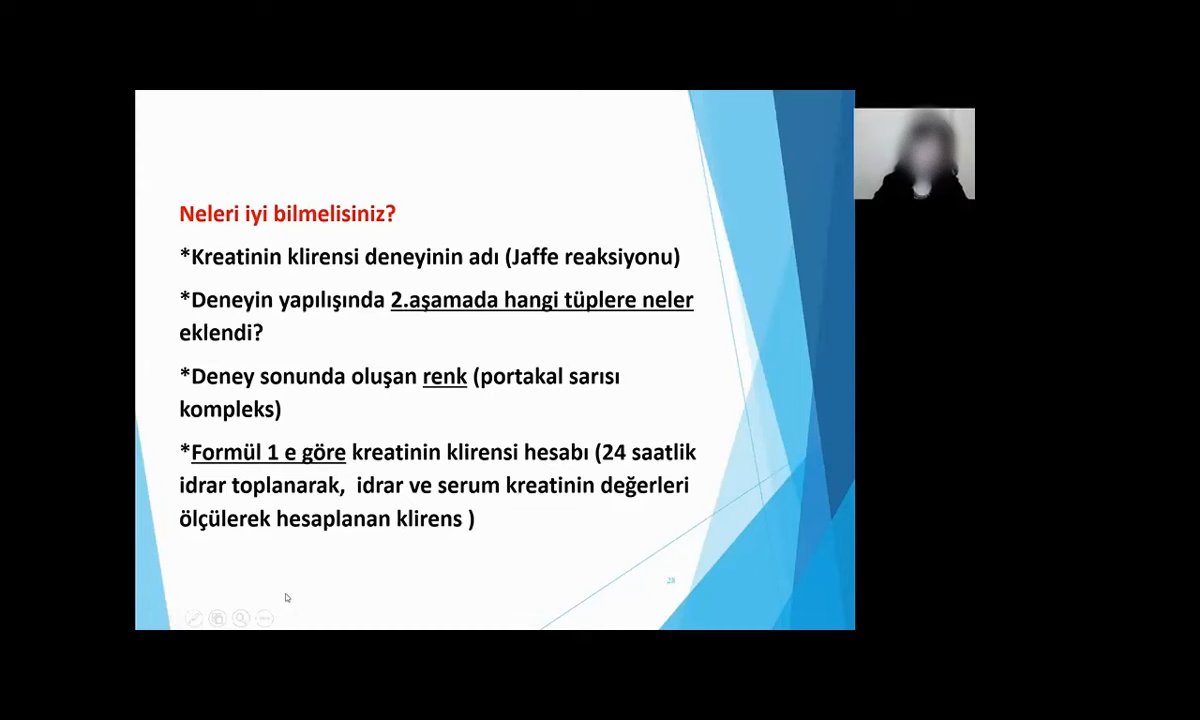 Neleri iyi bilmelisiniz?
*Kreatinin klirensi deneyinin adı (Jaffe reaksiyonu)
*Deneyin yapılışında 2.aşamada hangi tüplere neler
eklendi?
*Deney sonunda oluşan renk (portakal sarısı
kompleks)
*Formül 1 e göre kreatinin klirensi hesabı (24 saatlik
idrar toplanarak, idrar ve serum kreatinin değerleri
ölçülerek hesaplanan klirens )
28